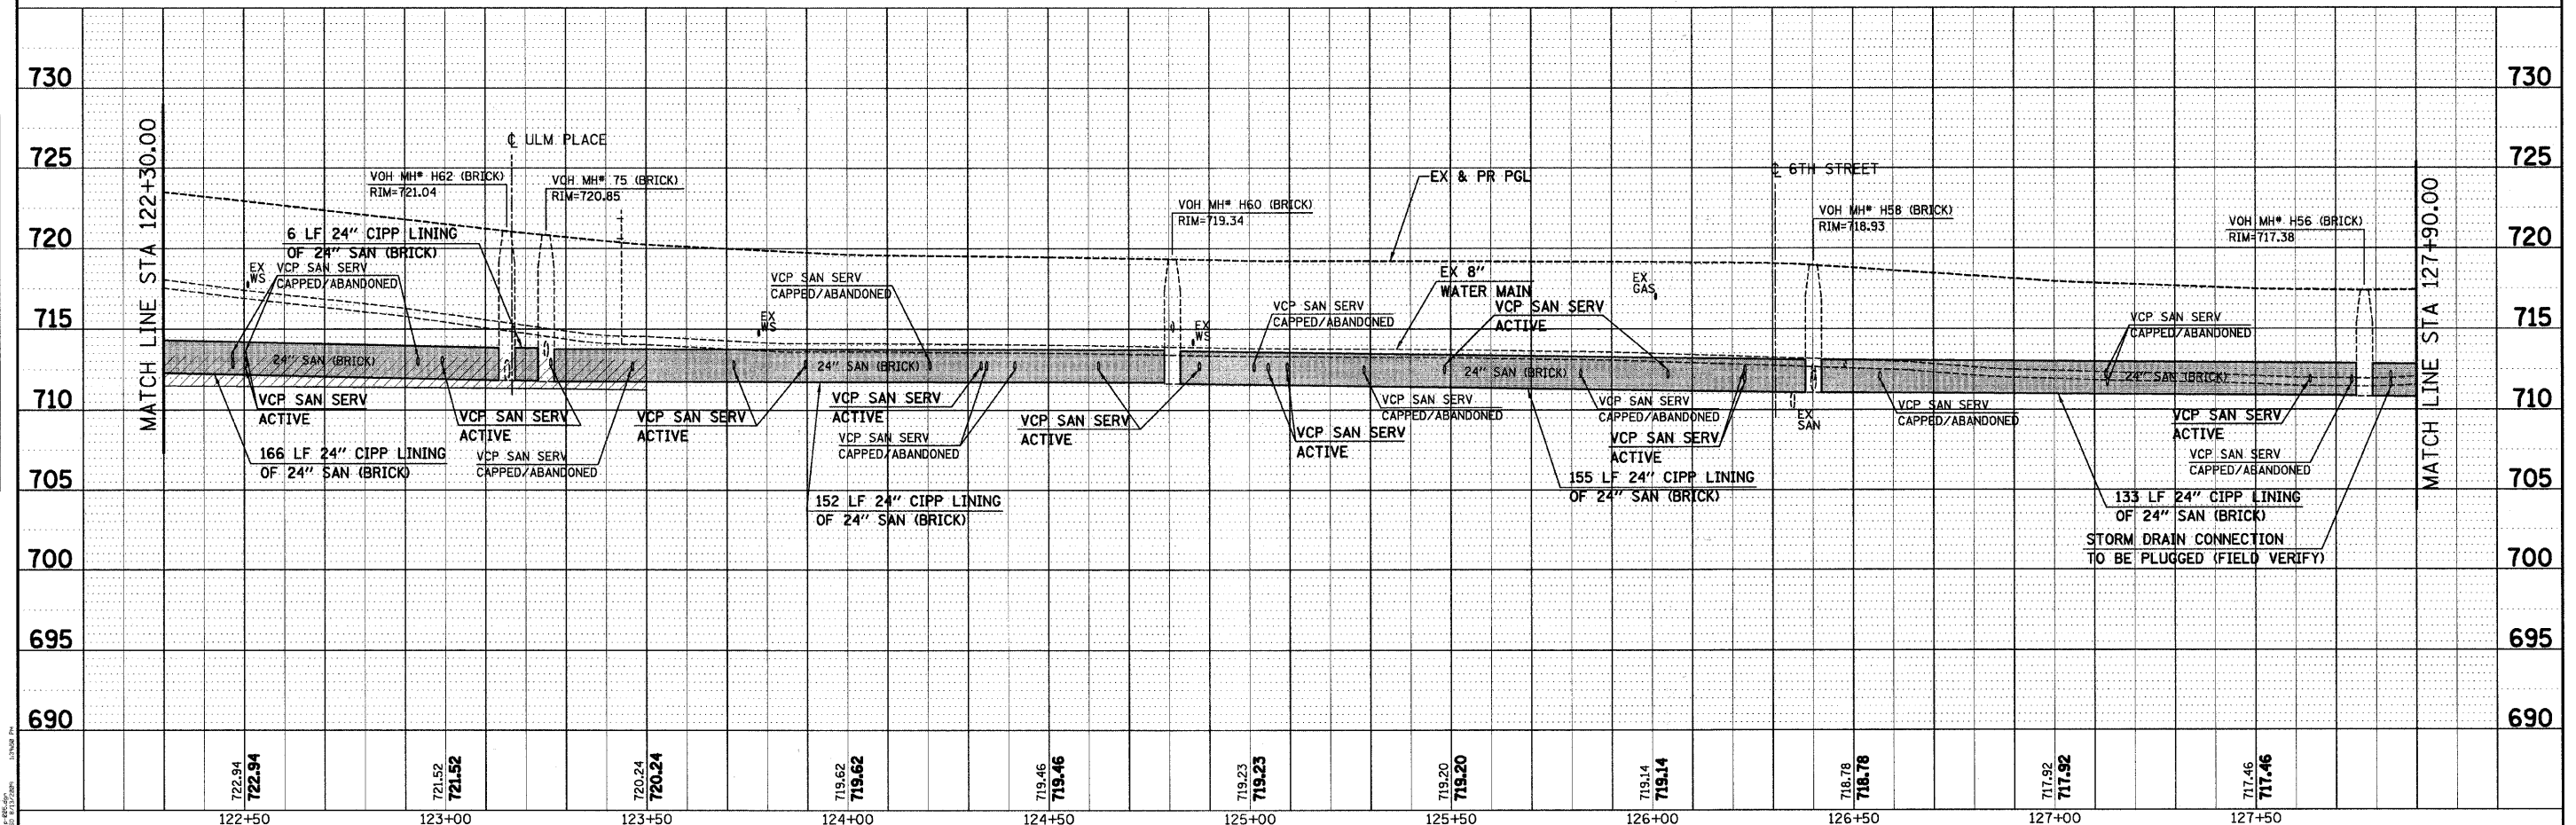 730
730
725
725
720
720
715
715
710
710
705
705
700
700
695
695
690
690
MATCH LINE STA 122+30.00
℄ ULM PLACE
VOH MH# H62 (BRICK)
RIM=721.04
VOH MH# 75 (BRICK)
RIM=720.85
6 LF 24" CIPP LINING
OF 24" SAN (BRICK)
EX
WS
VCP SAN SERV
CAPPED/ABANDONED
24" SAN (BRICK)
VCP SAN SERV
ACTIVE
166 LF 24" CIPP LINING
OF 24" SAN (BRICK)
VCP SAN SERV
ACTIVE
VCP SAN SERV
CAPPED/ABANDONED
VCP SAN SERV
ACTIVE
EX
WS
VCP SAN SERV
CAPPED/ABANDONED
24" SAN (BRICK)
VCP SAN SERV
ACTIVE
VCP SAN SERV
CAPPED/ABANDONED
152 LF 24" CIPP LINING
OF 24" SAN (BRICK)
VCP SAN SERV
ACTIVE
VOH MH# H60 (BRICK)
RIM=719.34
EX
WS
VCP SAN SERV
CAPPED/ABANDONED
EX & PR PGL
EX 8"
WATER MAIN
VCP SAN SERV
ACTIVE
24" SAN (BRICK)
VCP SAN SERV
ACTIVE
VCP SAN SERV
CAPPED/ABANDONED
155 LF 24" CIPP LINING
OF 24" SAN (BRICK)
EX
GAS
VCP SAN SERV
CAPPED/ABANDONED
VCP SAN SERV
ACTIVE
℄ 6TH STREET
VOH MH# H58 (BRICK)
RIM=718.93
EX
SAN
VCP SAN SERV
CAPPED/ABANDONED
VCP SAN SERV
CAPPED/ABANDONED
24" SAN (BRICK)
VOH MH# H56 (BRICK)
RIM=717.38
VCP SAN SERV
ACTIVE
VCP SAN SERV
CAPPED/ABANDONED
133 LF 24" CIPP LINING
OF 24" SAN (BRICK)
STORM DRAIN CONNECTION
TO BE PLUGGED (FIELD VERIFY)
MATCH LINE STA 127+90.00
722.94
722.94
721.52
721.52
720.24
720.24
719.62
719.62
719.46
719.46
719.23
719.23
719.20
719.20
719.14
719.14
718.78
718.78
717.92
717.92
717.46
717.46
122+50
123+00
123+50
124+00
124+50
125+00
125+50
126+00
126+50
127+00
127+50